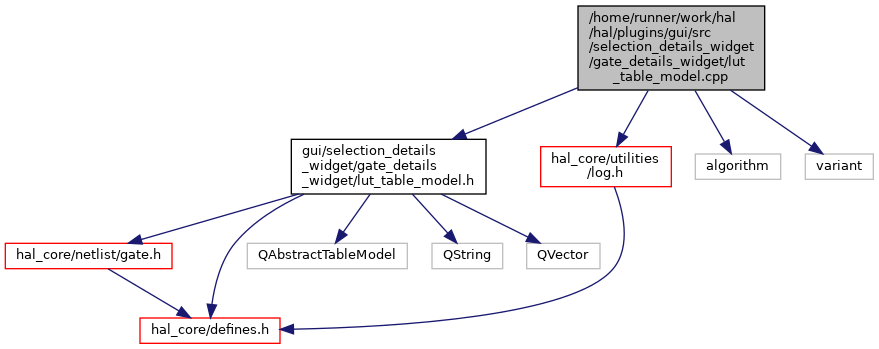 /home/runner/work/hal
/hal/plugins/gui/src
/selection_details_widget
/gate_details_widget/lut
_table_model.cpp
gui/selection_details
_widget/gate_details
_widget/lut_table_model.h
hal_core/utilities
/log.h
algorithm
variant
hal_core/netlist/gate.h
QAbstractTableModel
QString
QVector
hal_core/defines.h